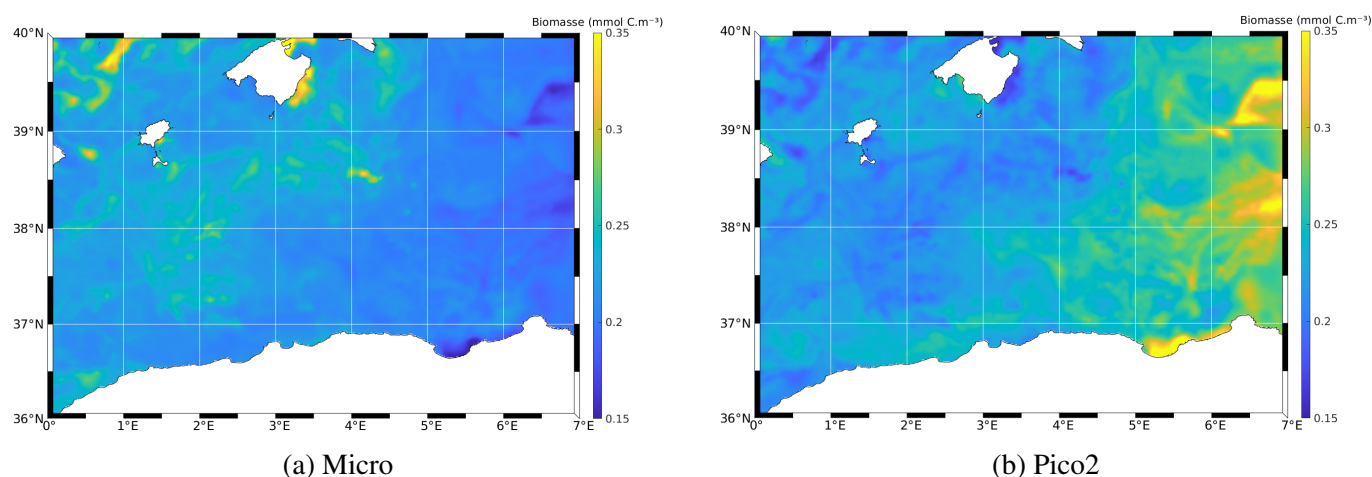 Biomasse (mmol C.m⁻³)
40°N
39°N
38°N
37°N
36°N
0°
1°E
2°E
3°E
4°E
5°E
6°E
7°E
0.35
0.3
0.25
0.2
0.15
(a) Micro
Biomasse (mmol C.m⁻³)
40°N
39°N
38°N
37°N
36°N
0°
1°E
2°E
3°E
4°E
5°E
6°E
7°E
0.35
0.3
0.25
0.2
0.15
(b) Pico2